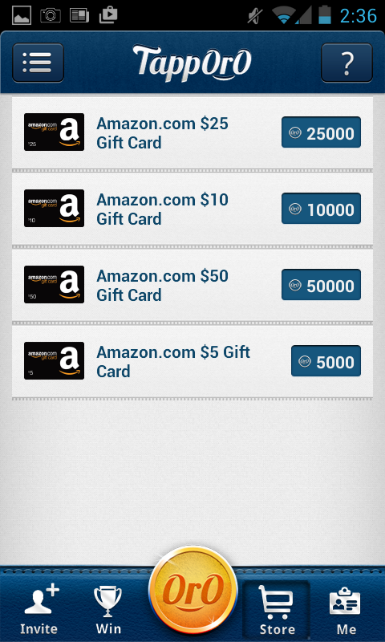 2:36
TappOrO
?
Amazon.com $25
Gift Card
25000
Amazon.com $10
Gift Card
10000
Amazon.com $50
Gift Card
50000
Amazon.com $5 Gift
Card
5000
OrO
Invite
Win
Store
Me